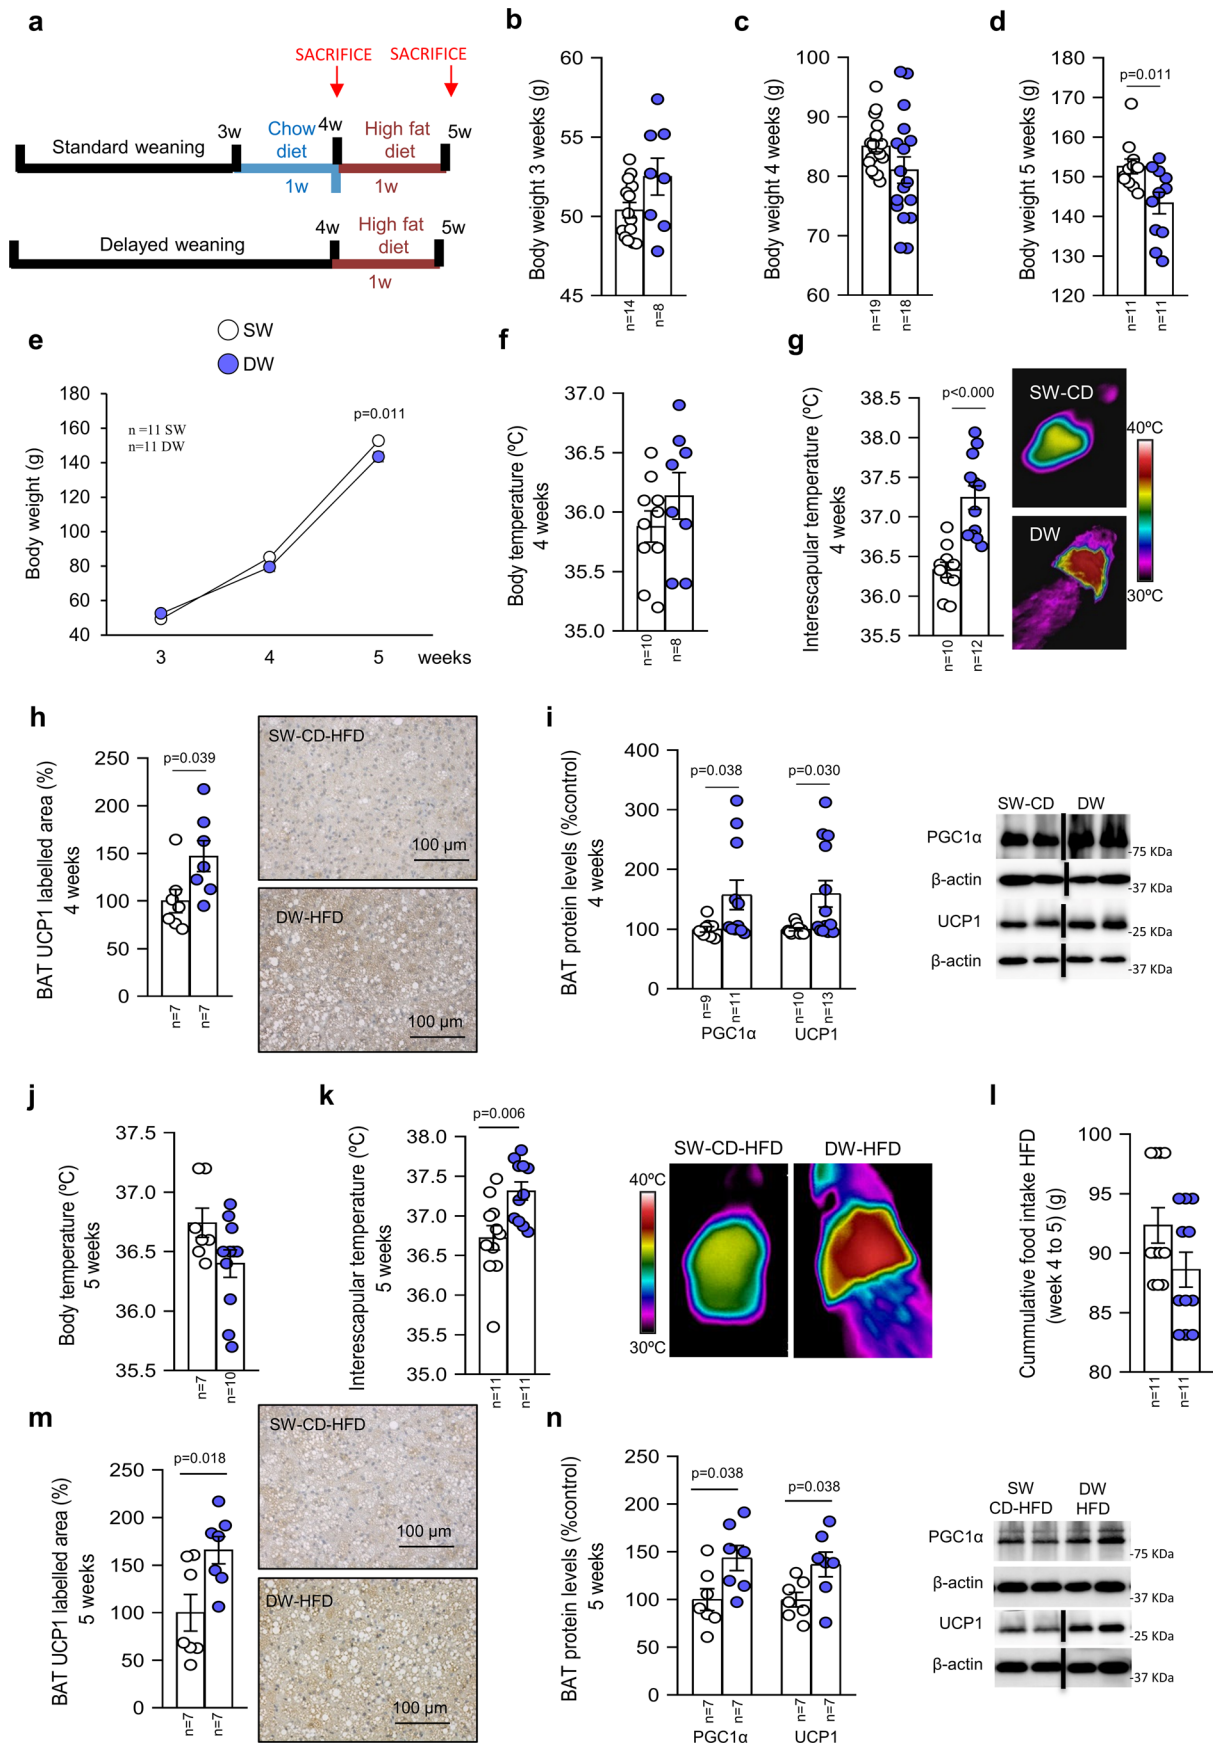 a
SACRIFICE SACRIFICE
3w Chow diet 4w High fat diet 5w
Standard weaning
1w 1w
4w High fat diet 5w
Delayed weaning
1w
b
Body weight 3 weeks (g)
60
55
50
45
n=14 n=8
c
Body weight 4 weeks (g)
100
90
80
70
60
n=19 n=18
d
Body weight 5 weeks (g)
180
170
160
150
140
130
120
p=0.011
n=11 n=11
e
SW
DW
Body weight (g)
180
160
140
120
100
80
60
40
n =11 SW
n=11 DW
p=0.011
3 4 5 weeks
f
Body temperature (ºC)
4 weeks
37.0
36.5
36.0
35.5
35.0
n=10 n=8
g
Interescapular temperature (ºC)
4 weeks
38.5
38.0
37.5
37.0
36.5
36.0
35.5
p<0.000
n=10 n=12
SW-CD
DW
40ºC
30ºC
h
BAT UCP1 labelled area (%)
4 weeks
250
200
150
100
50
0
p=0.039
n=7 n=7
SW-CD-HFD
100 µm
DW-HFD
100 µm
i
BAT protein levels (%control)
4 weeks
400
300
200
100
0
p=0.038 p=0.030
n=9 n=11 n=10 n=13
PGC1α UCP1
SW-CD DW
PGC1α -75 KDa
β-actin -37 KDa
UCP1 -25 KDa
β-actin -37 KDa
j
Body temperature (ºC)
5 weeks
37.5
37.0
36.5
36.0
35.5
n=7 n=10
k
Interescapular temperature (ºC)
5 weeks
38.0
37.5
37.0
36.5
36.0
35.5
35.0
p=0.006
n=11 n=11
SW-CD-HFD DW-HFD
40ºC
30ºC
l
Cummulative food intake HFD
(week 4 to 5) (g)
100
95
90
85
80
n=11 n=11
m
BAT UCP1 labelled area (%)
5 weeks
250
200
150
100
50
0
p=0.018
n=7 n=7
SW-CD-HFD
100 µm
DW-HFD
100 µm
n
BAT protein levels (%control)
5 weeks
250
200
150
100
50
0
p=0.038 p=0.038
n=7 n=7 n=7 n=7
PGC1α UCP1
SW DW
CD-HFD HFD
PGC1α -75 KDa
β-actin -37 KDa
UCP1 -25 KDa
β-actin -37 KDa